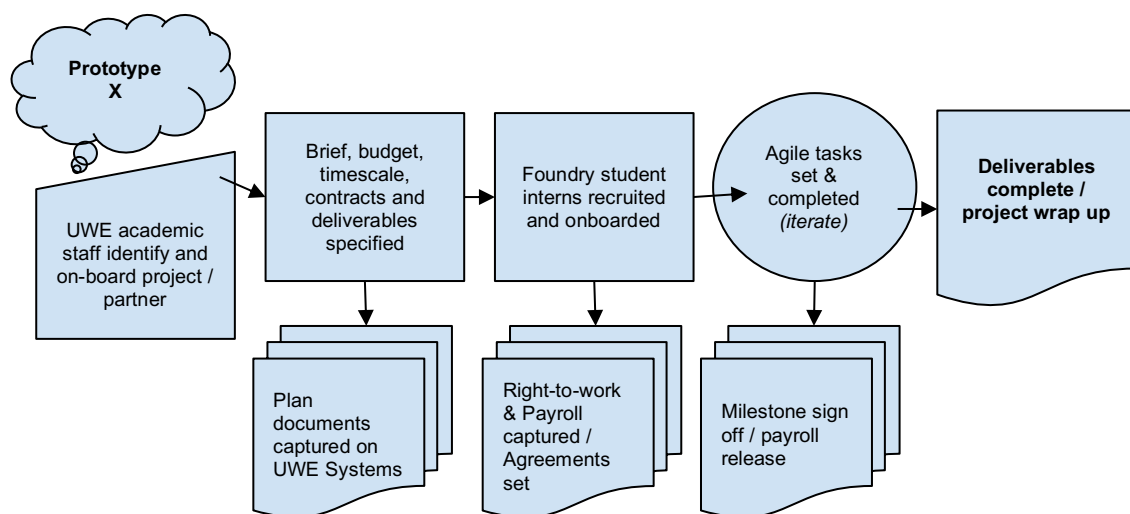 Prototype
X
UWE academic
staff identify and
on-board project /
partner
Brief, budget,
timescale,
contracts and
deliverables
specified
Foundry student
interns recruited
and onboarded
Agile tasks
set &
completed
(iterate)
Deliverables
complete /
project wrap up
Plan
documents
captured on
UWE Systems
Right-to-work
& Payroll
captured /
Agreements
set
Milestone sign
off / payroll
release